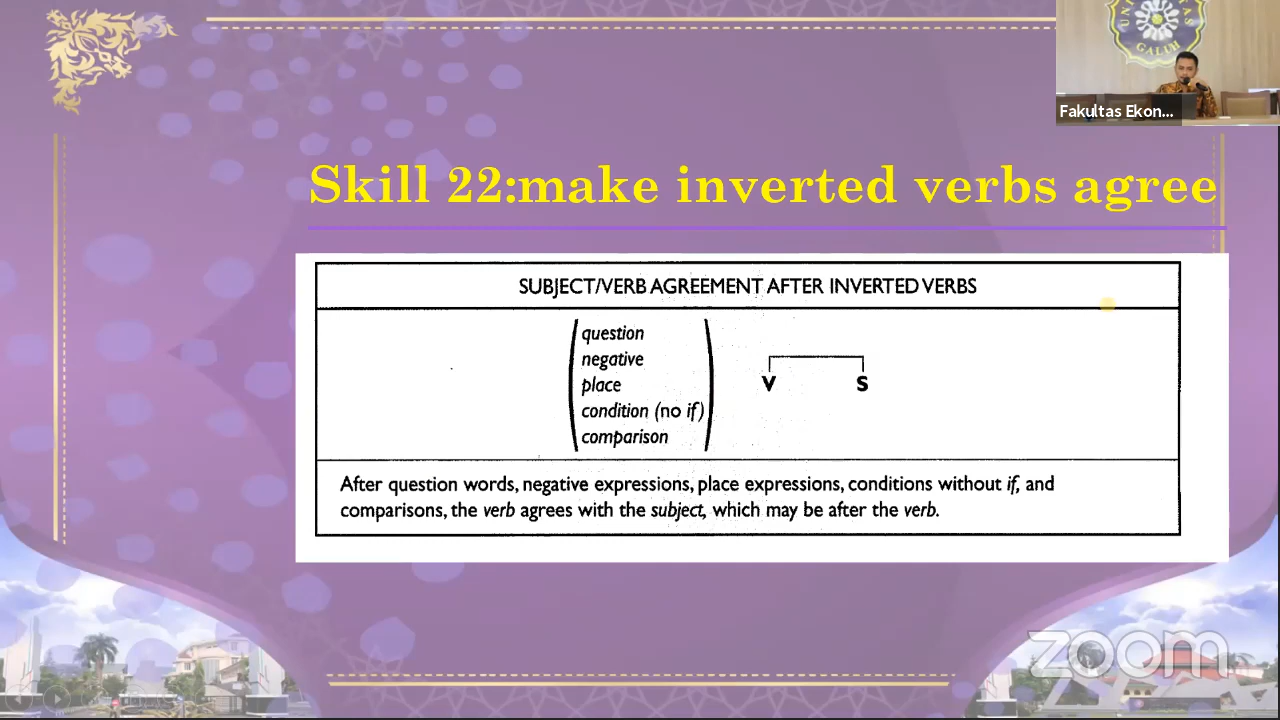 UNIVERSITAS
GALUH
Fakultas Ekon...
Skill 22:make inverted verbs agree
SUBJECT/VERB AGREEMENT AFTER INVERTED VERBS
question
negative
place
condition (no if)
comparison
V S
After question words, negative expressions, place expressions, conditions without if, and
comparisons, the verb agrees with the subject, which may be after the verb.
zoom